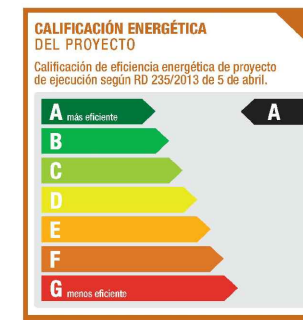 CALIFICACIÓN ENERGÉTICA
DEL PROYECTO
Calificación de eficiencia energética de proyecto
de ejecución según RD 235/2013 de 5 de abril.
A más eficiente A
B
C
D
E
F
G menos eficiente